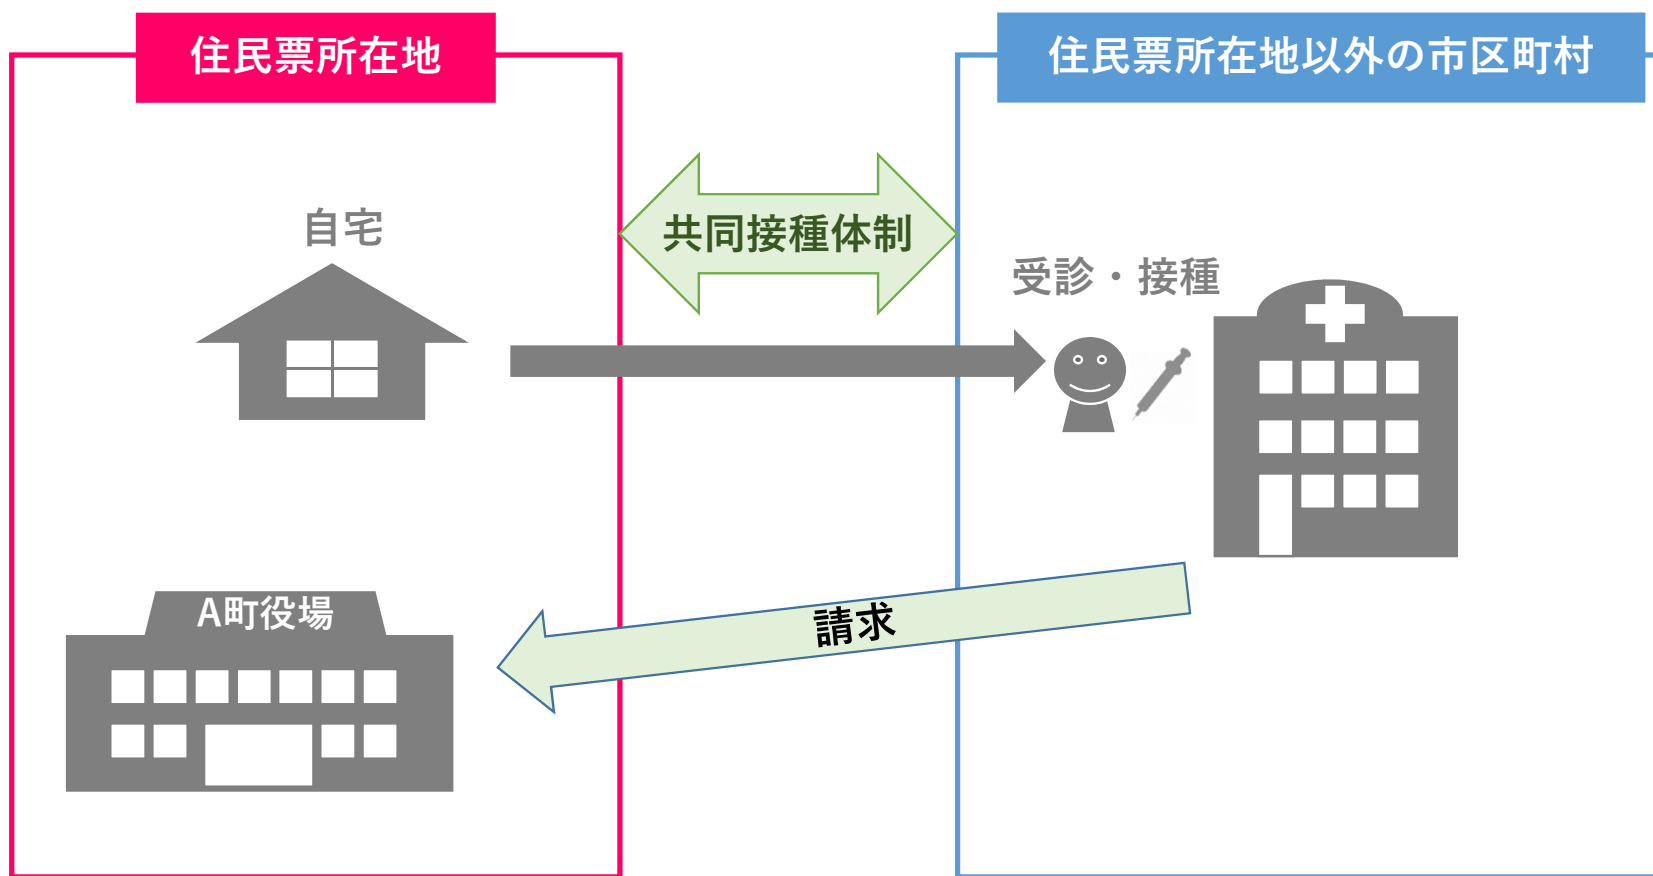 住民票所在地
住民票所在地以外の市区町村
自宅
共同接種体制
受診・接種
A町役場
請求